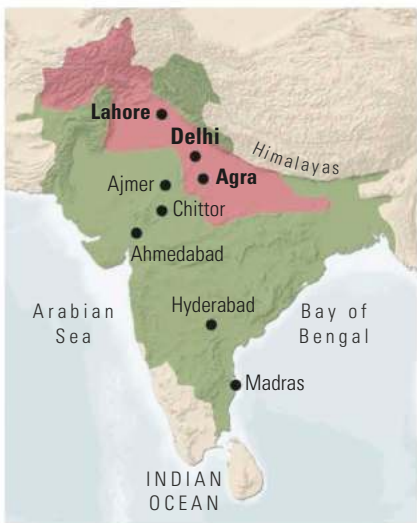 Lahore
Delhi
Himalayas
Agra
Ajmer
Chittor
Ahmedabad
Arabian
Sea
Hyderabad
Bay of
Bengal
Madras
INDIAN
OCEAN